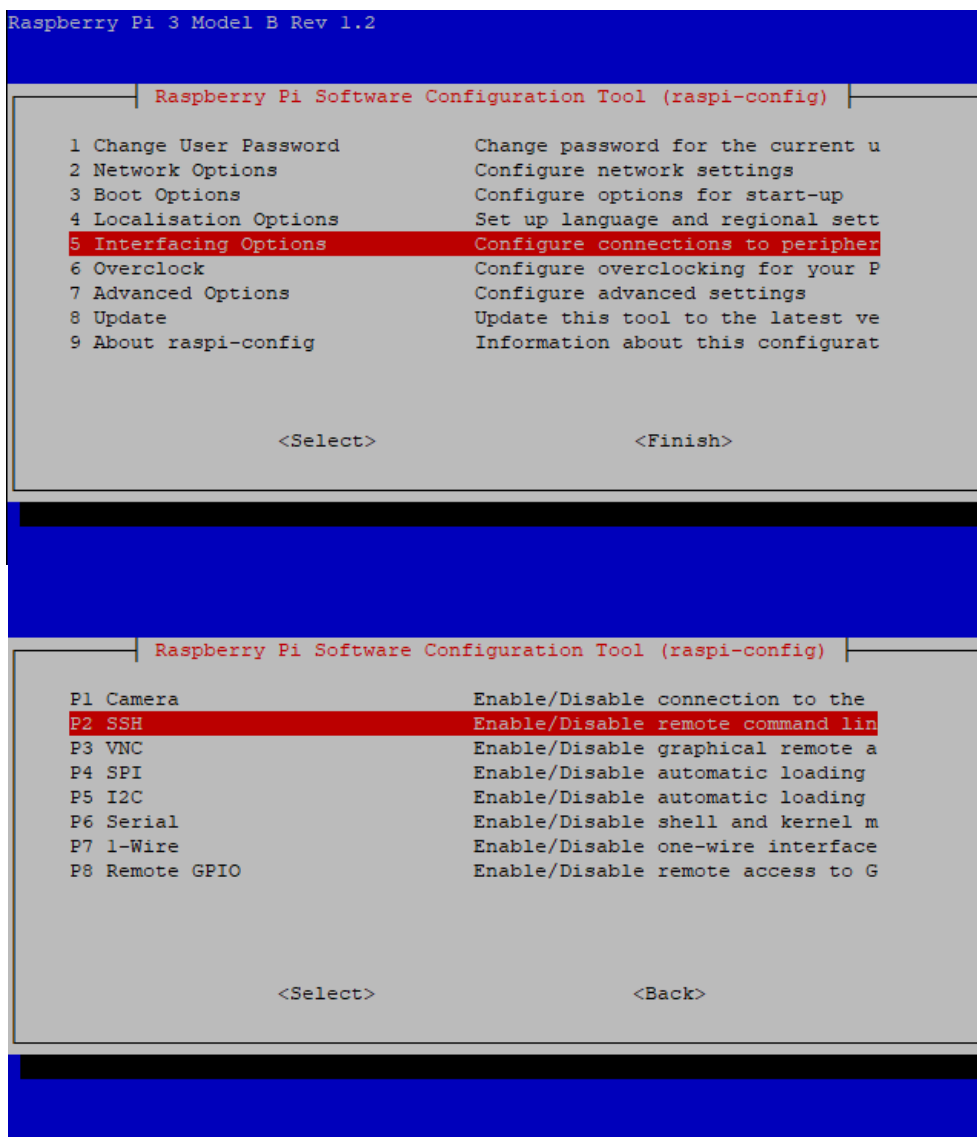 Raspberry Pi 3 Model B Rev 1.2
Raspberry Pi Software Configuration Tool (raspi-config)
1 Change User Password Change password for the current u
2 Network Options Configure network settings
3 Boot Options Configure options for start-up
4 Localisation Options Set up language and regional sett
5 Interfacing Options Configure connections to peripher
6 Overclock Configure overclocking for your P
7 Advanced Options Configure advanced settings
8 Update Update this tool to the latest ve
9 About raspi-config Information about this configurat
<Select> <Finish>
Raspberry Pi Software Configuration Tool (raspi-config)
P1 Camera Enable/Disable connection to the
P2 SSH Enable/Disable remote command lin
P3 VNC Enable/Disable graphical remote a
P4 SPI Enable/Disable automatic loading
P5 I2C Enable/Disable automatic loading
P6 Serial Enable/Disable shell and kernel m
P7 1-Wire Enable/Disable one-wire interface
P8 Remote GPIO Enable/Disable remote access to G
<Select> <Back>